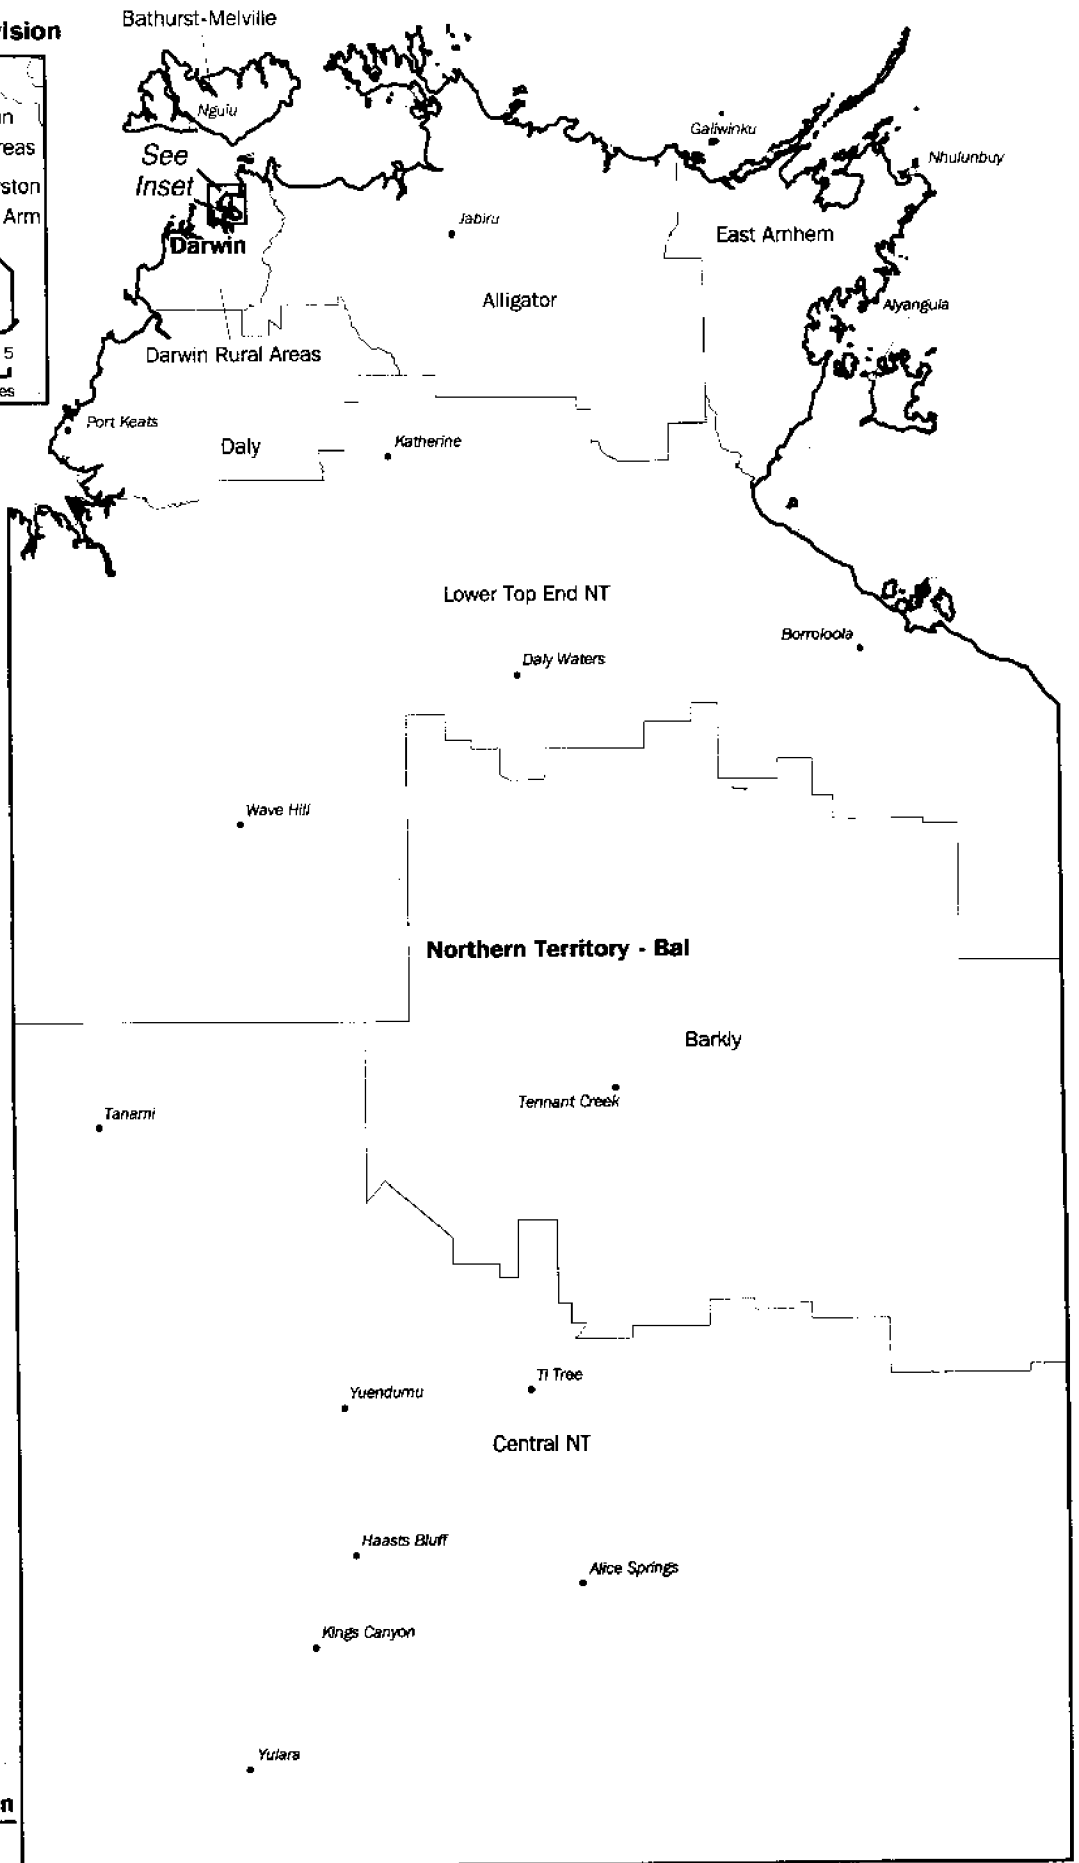 Bathurst-Melville
Nguiu
See
Inset
Darwin
Galiwinku
Nhulunbuy
Jabiru
East Arnhem
Alligator
Alyangula
Darwin Rural Areas
5
Port Keats
Daly
Katherine
Lower Top End NT
Borroloola
Daly Waters
Wave Hill
Northern Territory - Bal
Barkly
Tennant Creek
Tanami
Ti Tree
Yuendumu
Central NT
Haasts Bluff
Alice Springs
Kings Canyon
Yulara
Arm